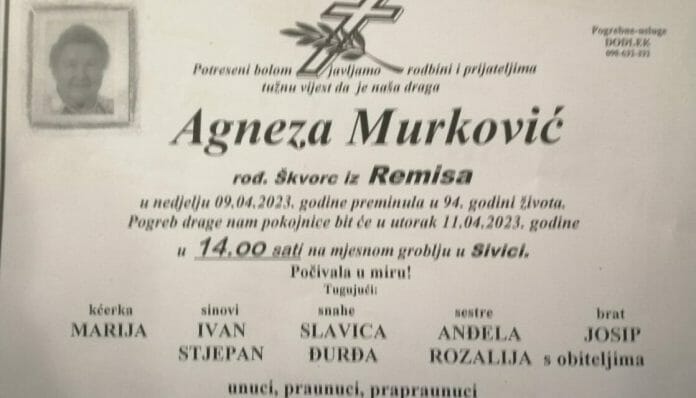 Pogrebne-usluge
DODLEK
Potreseni bolom javljamo rodbini i prijateljima
tužnu vijest da je naša draga
Agneza Murković
rođ. Škvorc iz Remisa
u nedjelju 09.04.2023. godine preminula u 94. godini života.
Pogreb drage nam pokojnice bit će u utorak 11.04.2023. godine
u 14.00 sati na mjesnom groblju u Sivici.
Počivala u miru!
Tugujući:
kćerka sinovi snahe sestre brat
MARIJA IVAN SLAVICA ANĐELA JOSIP
STJEPAN ĐURĐA ROZALIJA s obiteljima
unuci, praunuci, prapraunuci